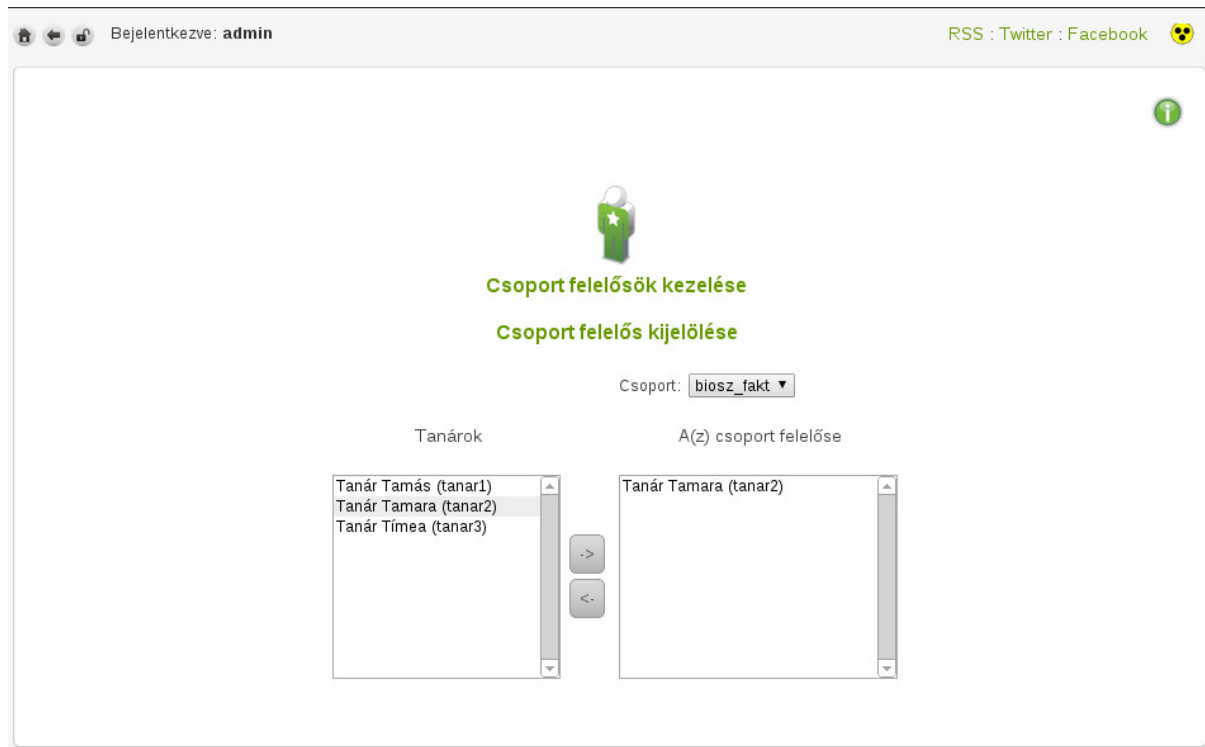 Bejelentkezve: admin
RSS : Twitter : Facebook
Csoport felelősök kezelése
Csoport felelős kijelölése
Csoport: biosz_fakt
Tanárok
A(z) csoport felelőse
Tanár Tamás (tanar1)
Tanár Tamara (tanar2)
Tanár Tímea (tanar3)
->
<-
Tanár Tamara (tanar2)